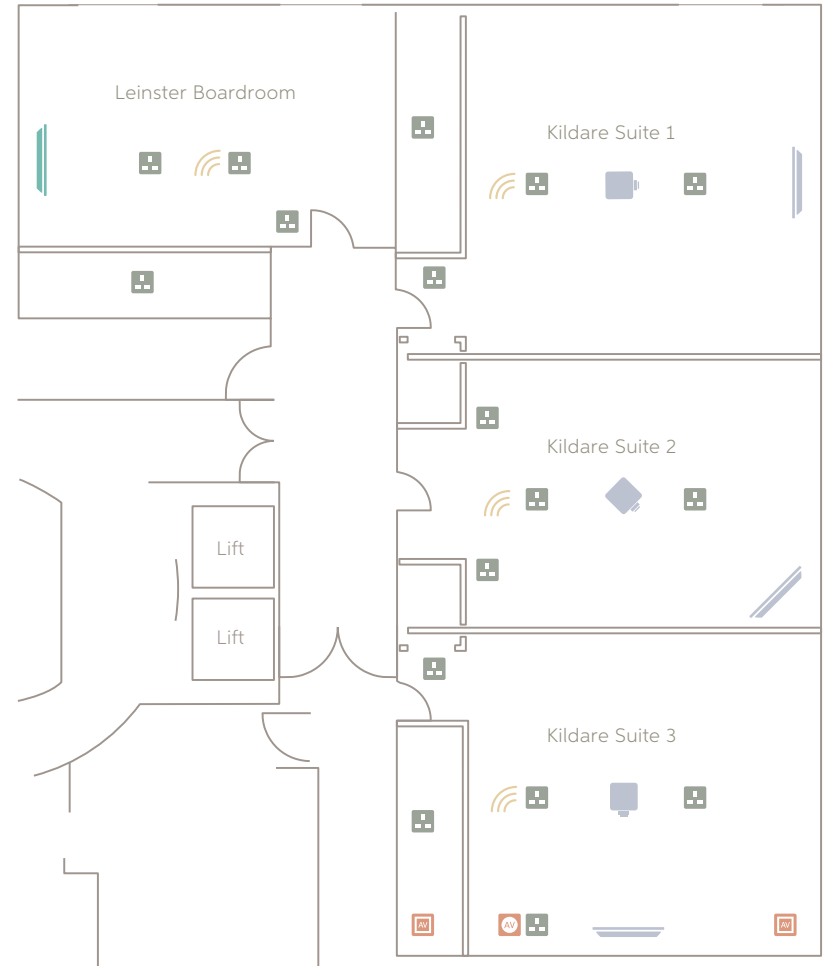 Leinster Boardroom
Kildare Suite 1
Kildare Suite 2
Lift
Lift
Kildare Suite 3
AV
AV
AV